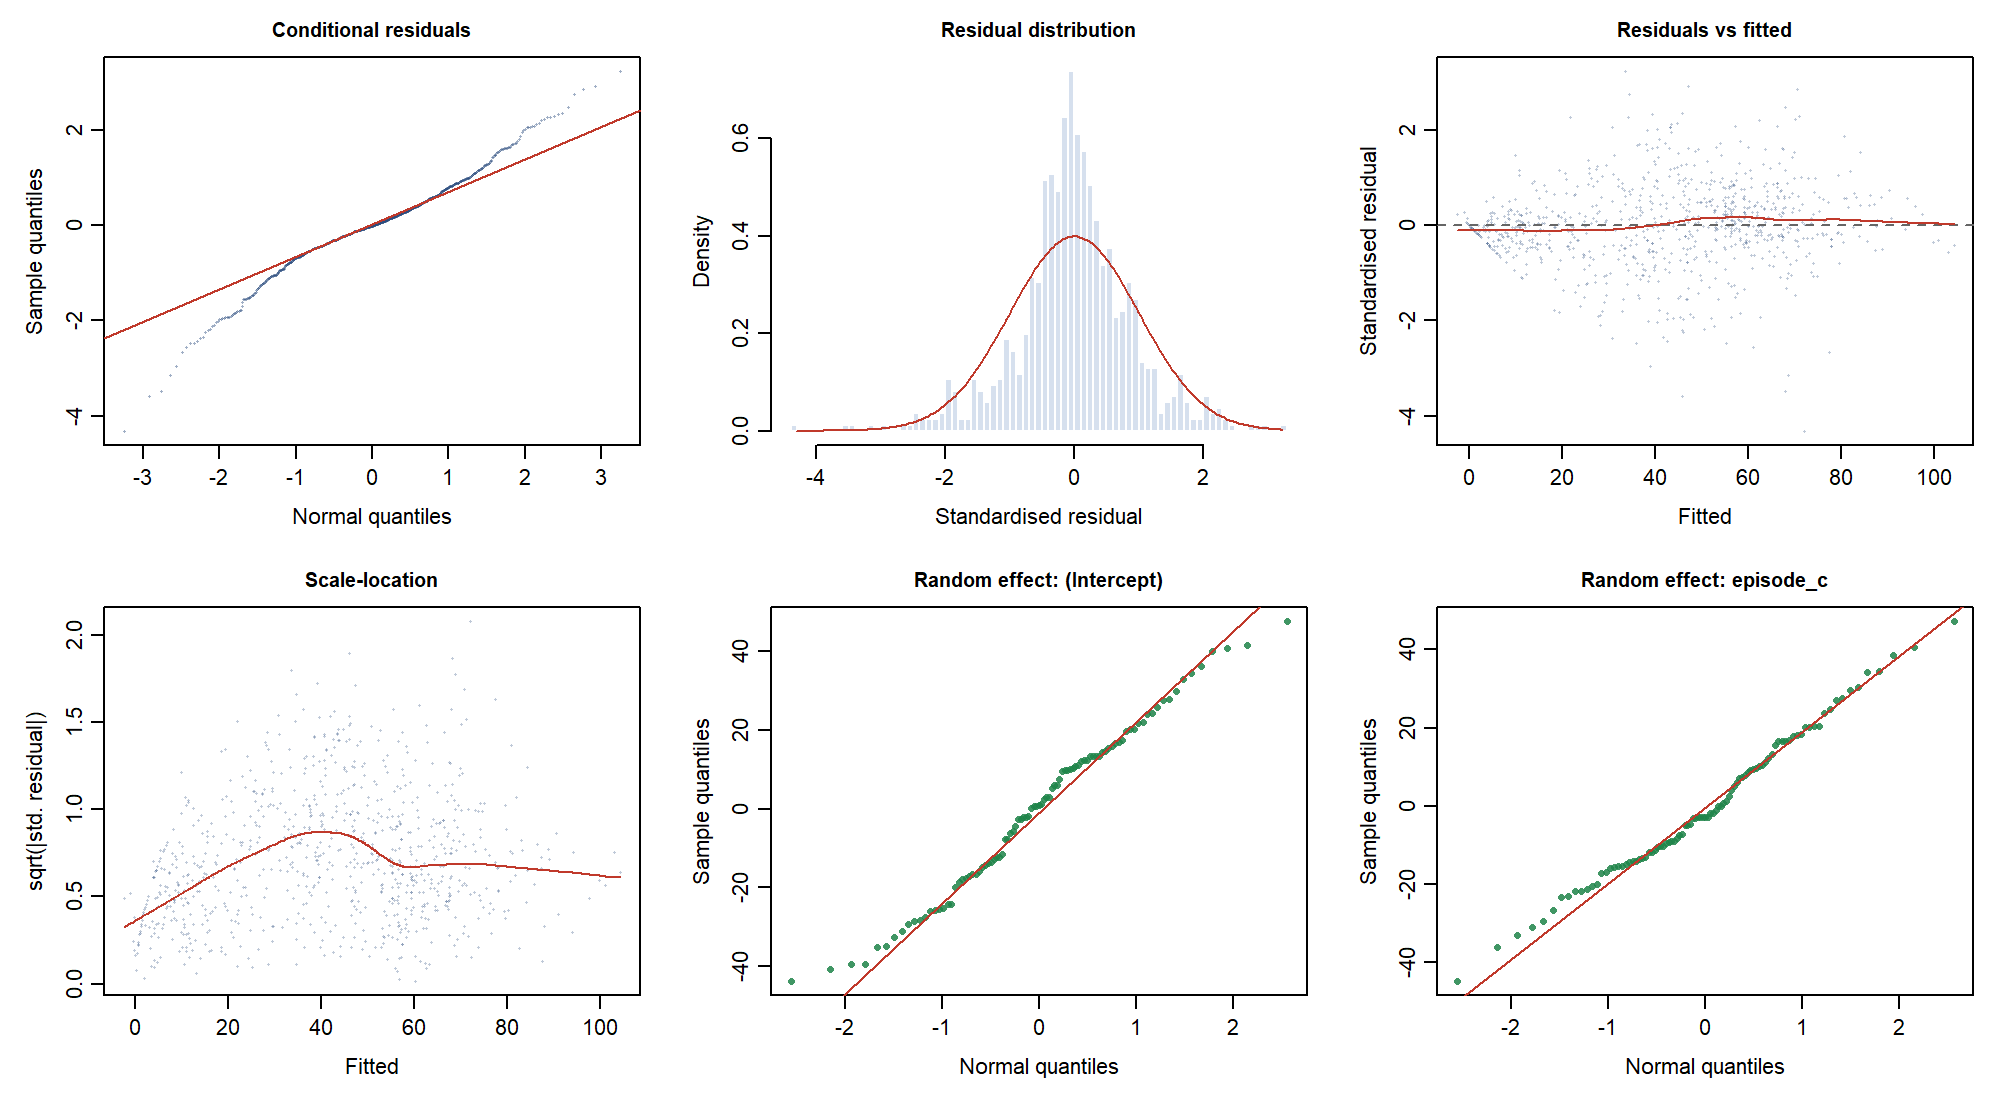 Conditional residuals
Sample quantiles
-4 -2 0 2
-3 -2 -1 0 1 2 3
Normal quantiles
Residual distribution
Density
0.0 0.2 0.4 0.6
-4 -2 0 2
Standardised residual
Residuals vs fitted
Standardised residual
-4 -2 0 2
0 20 40 60 80 100
Fitted
Scale-location
sqrt(|std. residual|)
0.0 0.5 1.0 1.5 2.0
0 20 40 60 80 100
Fitted
Random effect: (Intercept)
Sample quantiles
-40 -20 0 20 40
-2 -1 0 1 2
Normal quantiles
Random effect: episode_c
Sample quantiles
-40 -20 0 20 40
-2 -1 0 1 2
Normal quantiles